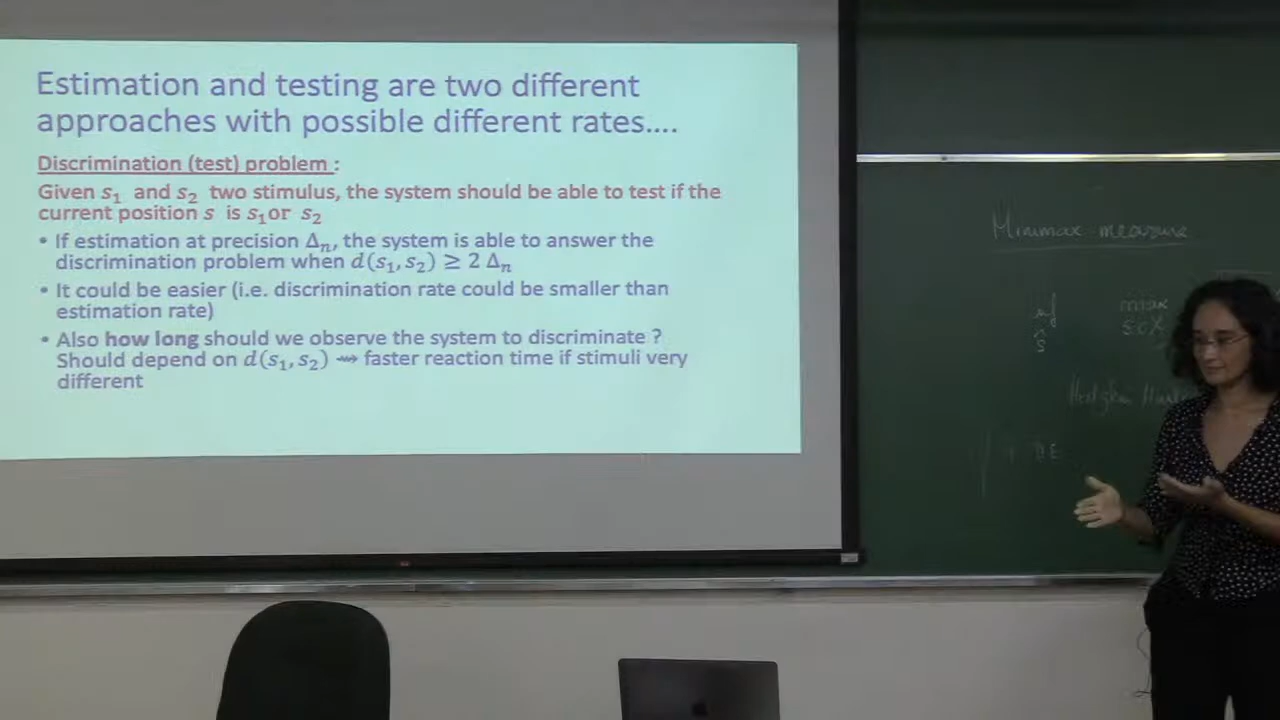 Estimation and testing are two different
approaches with possible different rates....
Discrimination (test) problem :
Given s₁ and s₂ two stimulus, the system should be able to test if the
current position s is s₁or s₂
• If estimation at precision Δₙ, the system is able to answer the
discrimination problem when d(s₁, s₂) ≥ 2 Δₙ
• It could be easier (i.e. discrimination rate could be smaller than
estimation rate)
• Also how long should we observe the system to discriminate ?
Should depend on d(s₁, s₂) ⇝ faster reaction time if stimuli very
different
Minimax measure